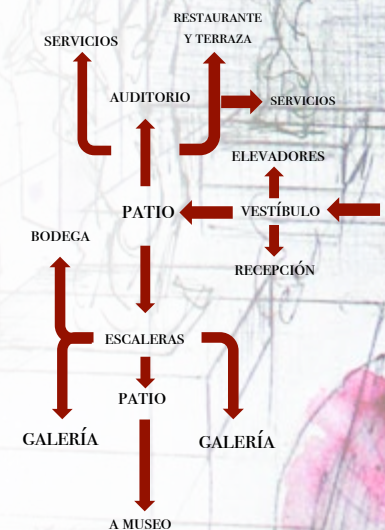 RESTAURANTE
Y TERRAZA
SERVICIOS
AUDITORIO
SERVICIOS
ELEVADORES
PATIO
VESTÍBULO
BODEGA
RECEPCIÓN
ESCALERAS
PATIO
GALERÍA
GALERÍA
A MUSEO